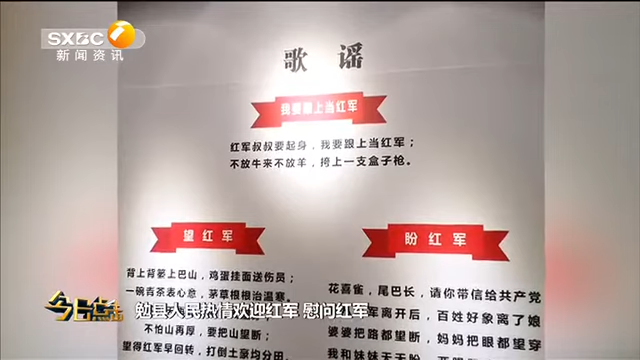 SXBC
新闻资讯
歌 谣
我要跟上当红军
红军叔叔要起身，我要跟上当红军；
不放牛来不放羊，挎上一支盒子枪。
望红军
背上背篓上巴山，鸡蛋挂面送伤员；
一碗青茶表心意，茅草根根治温寒。
不怕山再厚，要把山望断；
望得红军早回转，打倒土豪均分田。
盼红军
花喜雀，尾巴长，请你带信给共产党
军离开后，百姓好象离了娘
婆婆把路都望断，妈妈把眼都望穿
今日点击
勉县人民热情欢迎红军 慰问红军